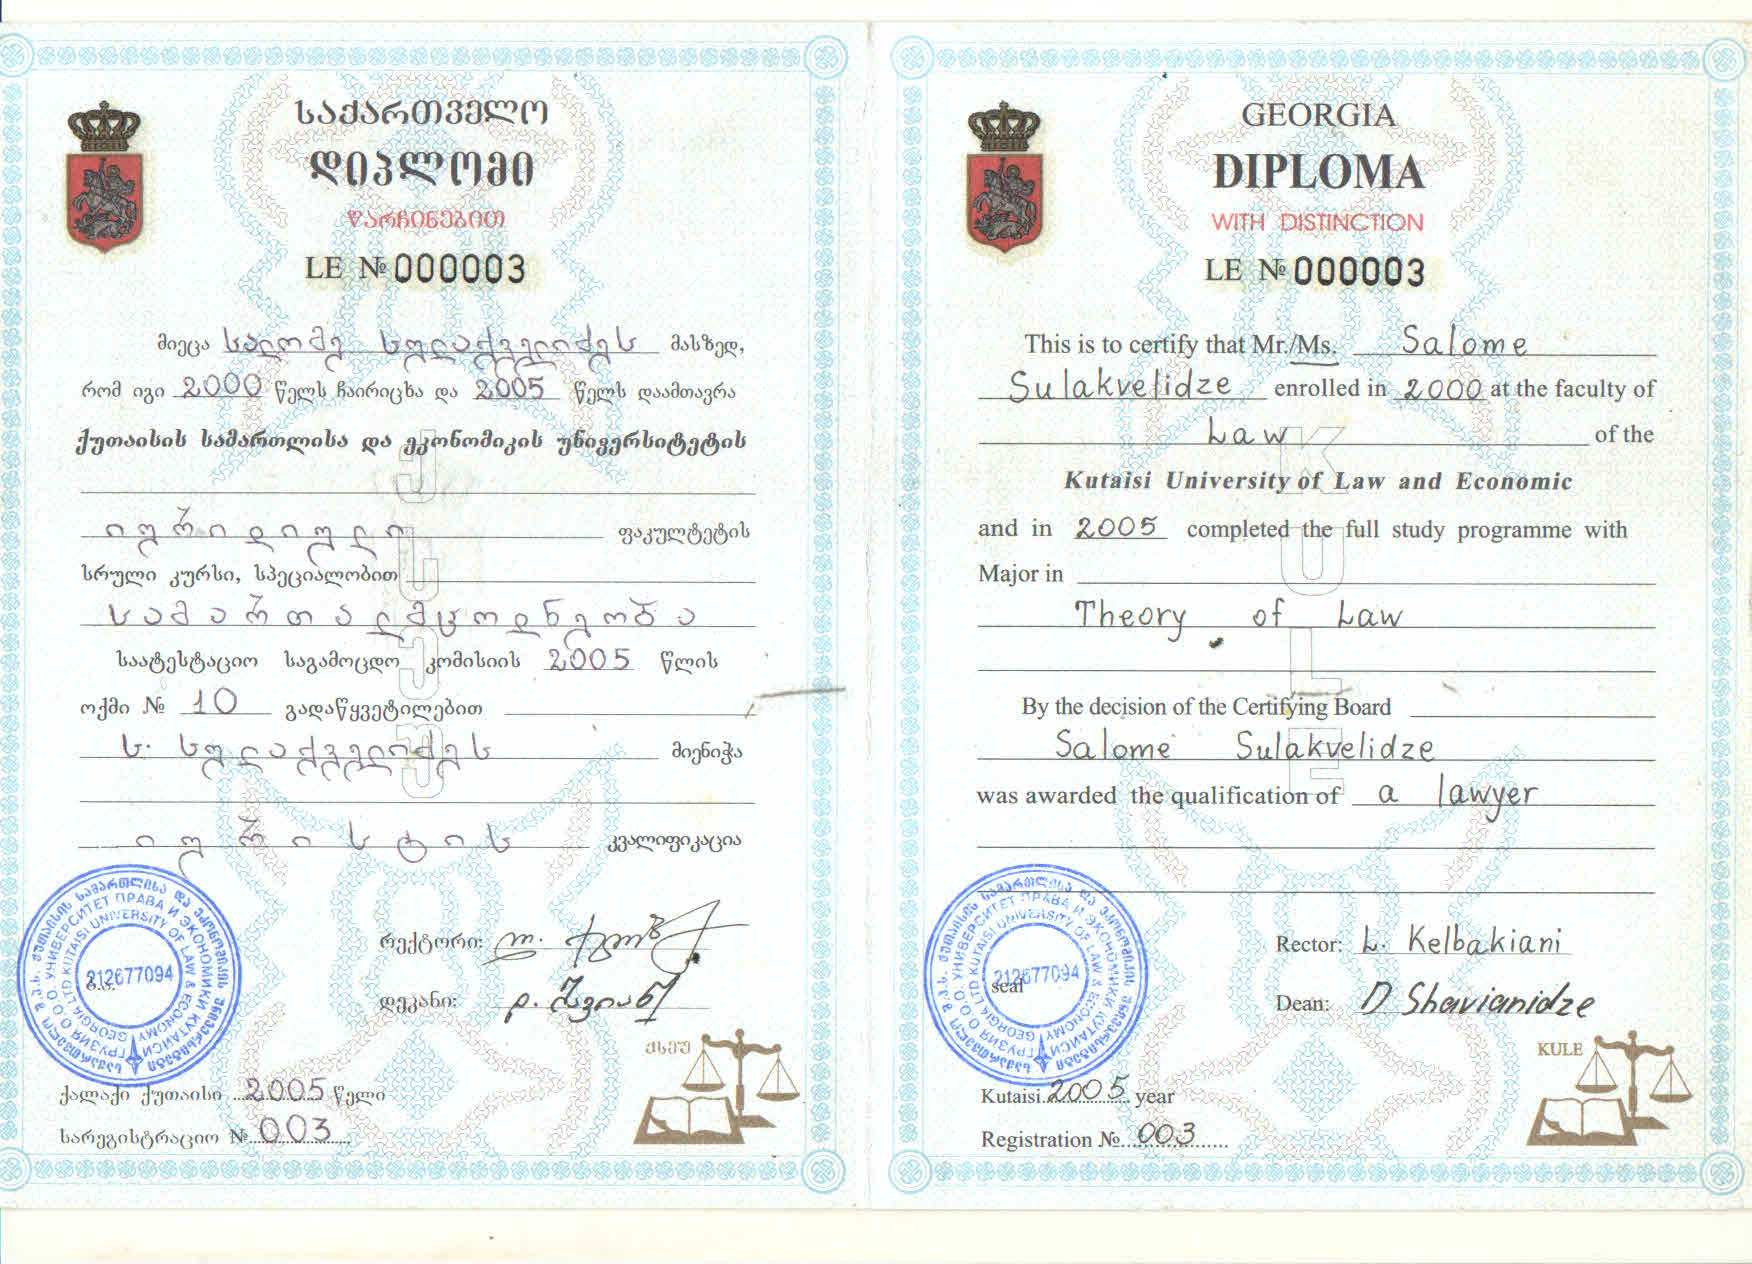 საქართველო
დიპლომი
წარჩინებით
LE № 000003
მიეცა სალომე სულაქველიძეს მასზედ,
რომ იგი 2000 წელს ჩაირიცხა და 2005 წელს დაამთავრა
ქუთაისის სამართლისა და ეკონომიკის უნივერსიტეტის
იურიდიული ფაკულტეტის
სრული კურსი, სპეციალობით
სამართალმცოდნეობა
საატესტაციო საგამოცდო კომისიის 2005 წლის
ოქმი № 10 გადაწყვეტილებით
ს. სულაქველიძეს მიენიჭა
იურისტის კვალიფიკაცია
რექტორი:
დეკანი:
212677094
ბ.ა.
ქსეუ
ქალაქი ქუთაისი 2005 წელი
სარეგისტრაციო № 003
GEORGIA
DIPLOMA
WITH DISTINCTION
LE № 000003
This is to certify that Mr./Ms. Salome
Sulakvelidze enrolled in 2000 at the faculty of
Law of the
Kutaisi University of Law and Economic
and in 2005 completed the full study programme with
Major in
Theory of Law
By the decision of the Certifying Board
Salome Sulakvelidze
was awarded the qualification of a lawyer
Rector: L. Kelbakiani
Dean: D Shavianidze
212677094
seal
KULE
Kutaisi 2005 year
Registration № 003